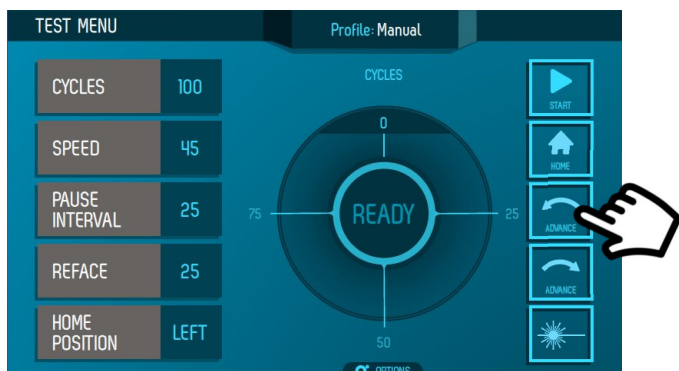 TEST MENU
Profile: Manual
CYCLES 100
SPEED 45
PAUSE INTERVAL 25
REFACE 25
HOME POSITION LEFT
CYCLES
0
75
READY
25
50
OPTIONS
START
HOME
ADVANCE
ADVANCE